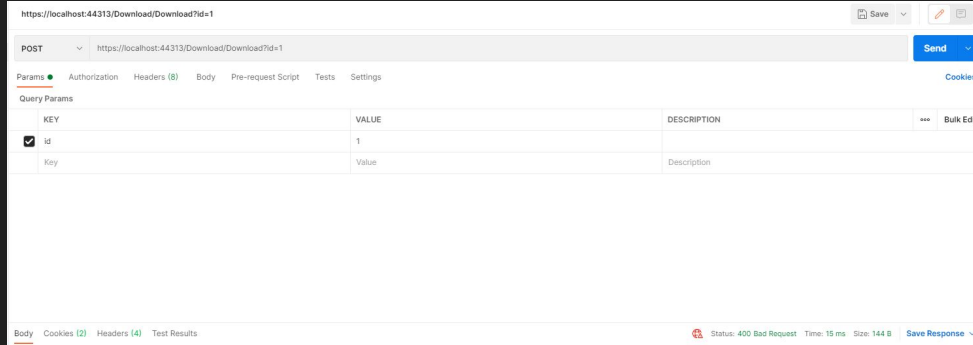 https://localhost:44313/Download/Download?id=1
Save
POST https://localhost:44313/Download/Download?id=1 Send
Params Authorization Headers (8) Body Pre-request Script Tests Settings Cookies
Query Params
KEY VALUE DESCRIPTION ooo Bulk Ed
id 1
Key Value Description
Body Cookies (2) Headers (4) Test Results Status: 400 Bad Request Time: 15 ms Size: 144 B Save Response